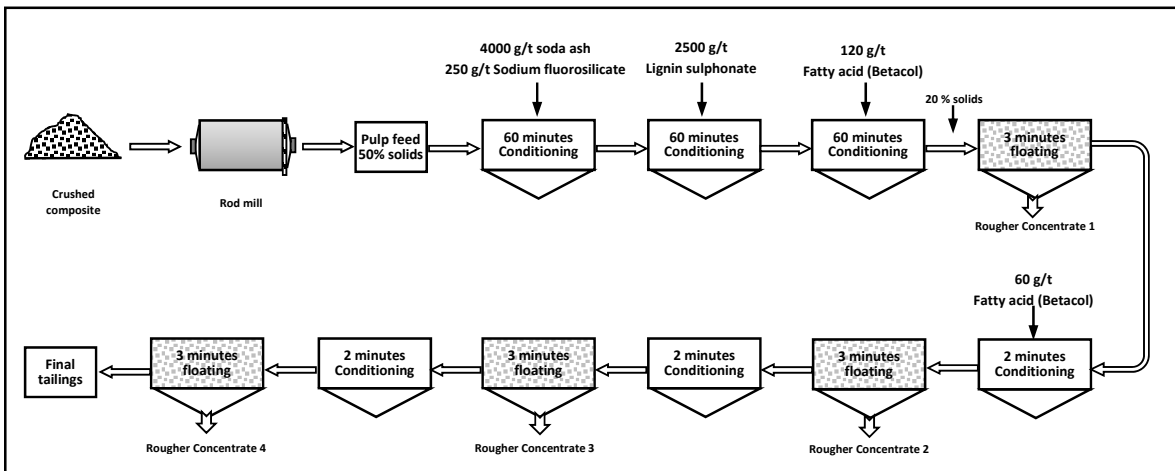 4000 g/t soda ash
250 g/t Sodium fluorosilicate
2500 g/t
Lignin sulphonate
120 g/t
Fatty acid (Betacol)
20 % solids
Crushed
composite
Rod mill
Pulp feed
50% solids
60 minutes
Conditioning
60 minutes
Conditioning
60 minutes
Conditioning
3 minutes
floating
Rougher Concentrate 1
60 g/t
Fatty acid (Betacol)
2 minutes
Conditioning
3 minutes
floating
Rougher Concentrate 2
2 minutes
Conditioning
3 minutes
floating
Rougher Concentrate 3
2 minutes
Conditioning
3 minutes
floating
Rougher Concentrate 4
Final
tailings